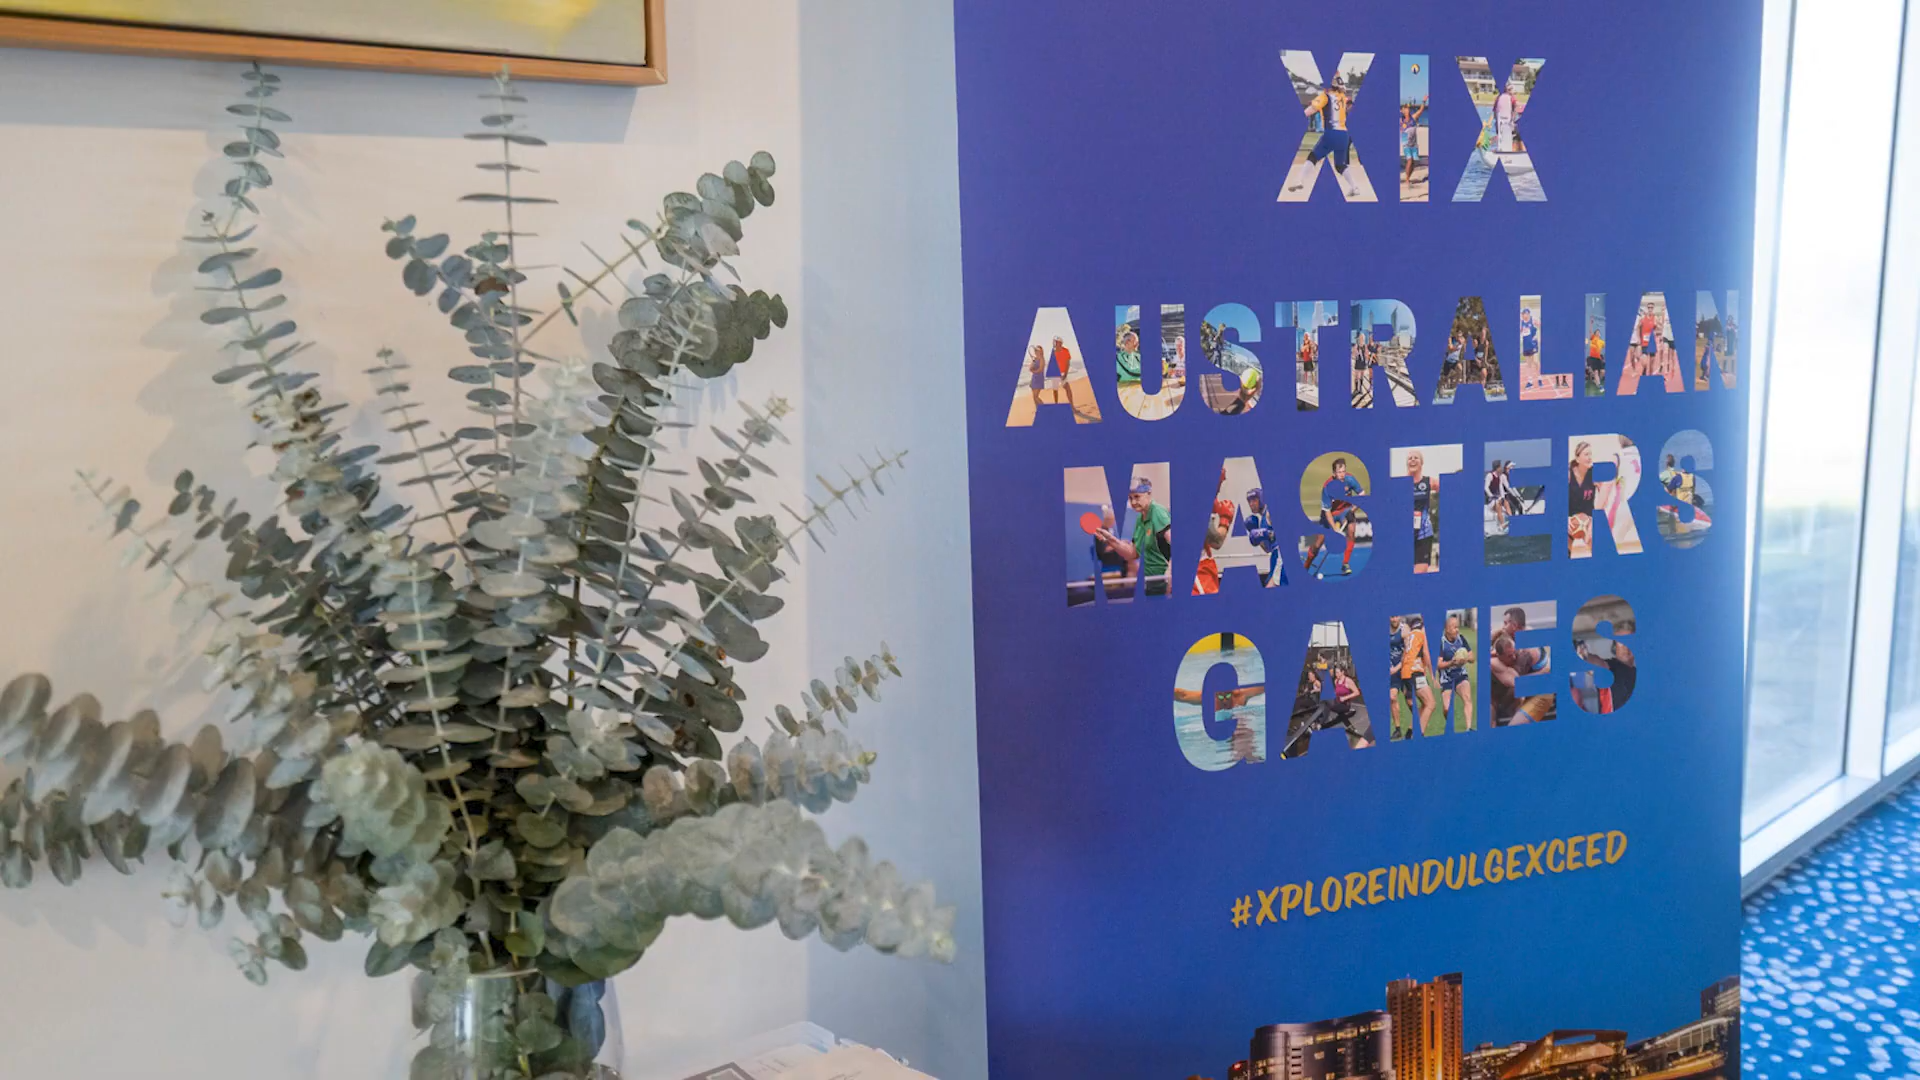 XIX
AUSTRALIAN
MASTERS
GAMES
#XPLOREINDULGEXCEED